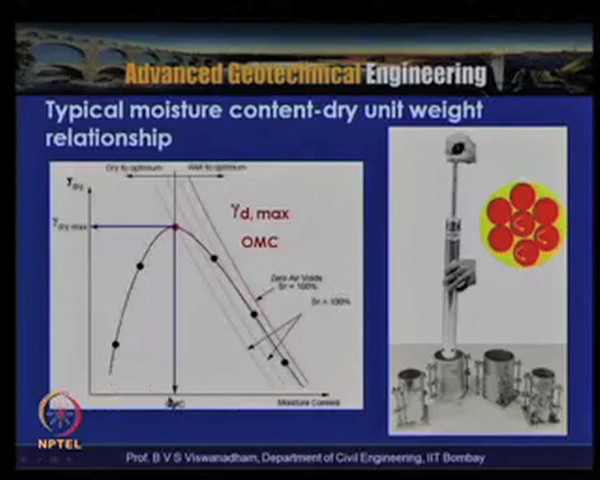 Advanced Geotechnical Engineering
Typical moisture content-dry unit weight
relationship
Dry to optimum
Wet to optimum
γdry
γdry max
γd, max
OMC
Zero Air Voids
Sr = 100%
Sr < 100%
Moisture Content
NPTEL
Prof. B V S Viswanadham, Department of Civil Engineering, IIT Bombay